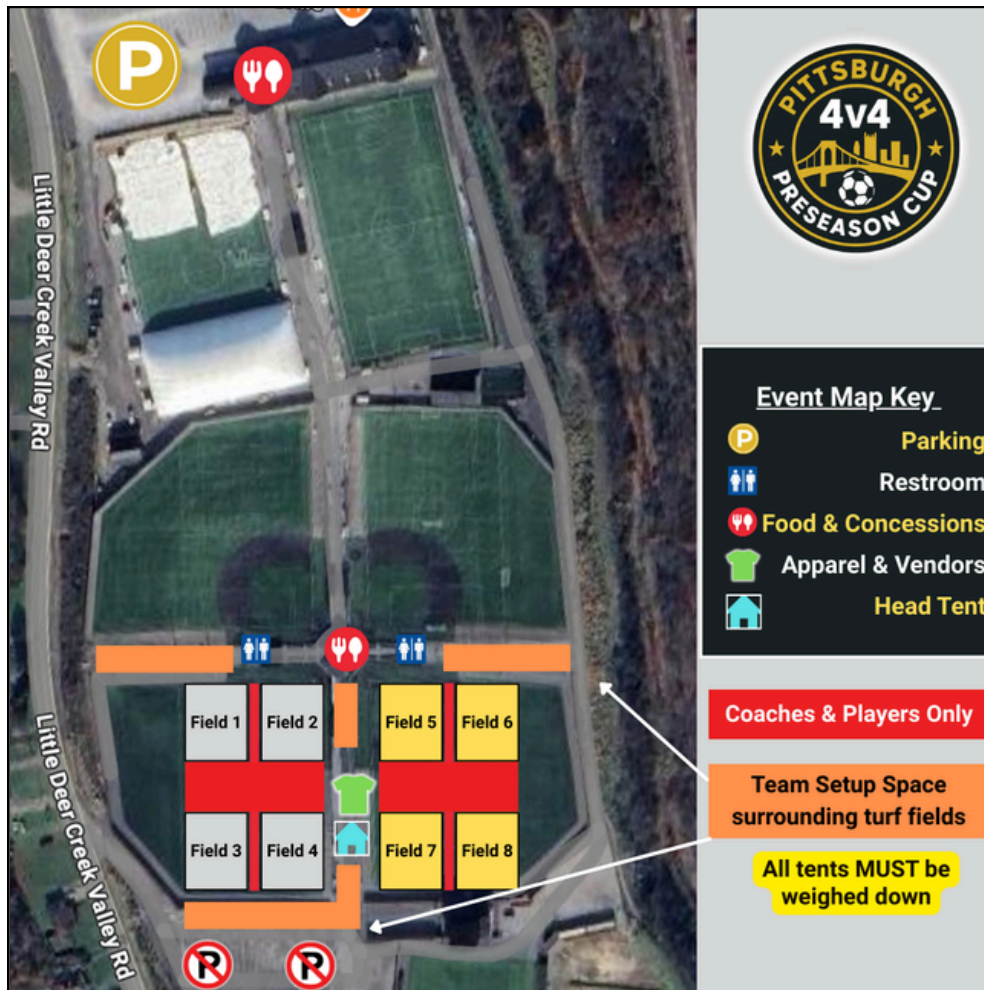 P
Little Deer Creek Valley Rd
PITTSBURGH
4v4
PRESEASON CUP
Event Map Key
P Parking
Restroom
Food & Concessions
Apparel & Vendors
Head Tent
Field 1
Field 2
Field 5
Field 6
Field 3
Field 4
Field 7
Field 8
Little Deer Creek Valley Rd
Coaches & Players Only
Team Setup Space
surrounding turf fields
All tents MUST be
weighed down
P
P